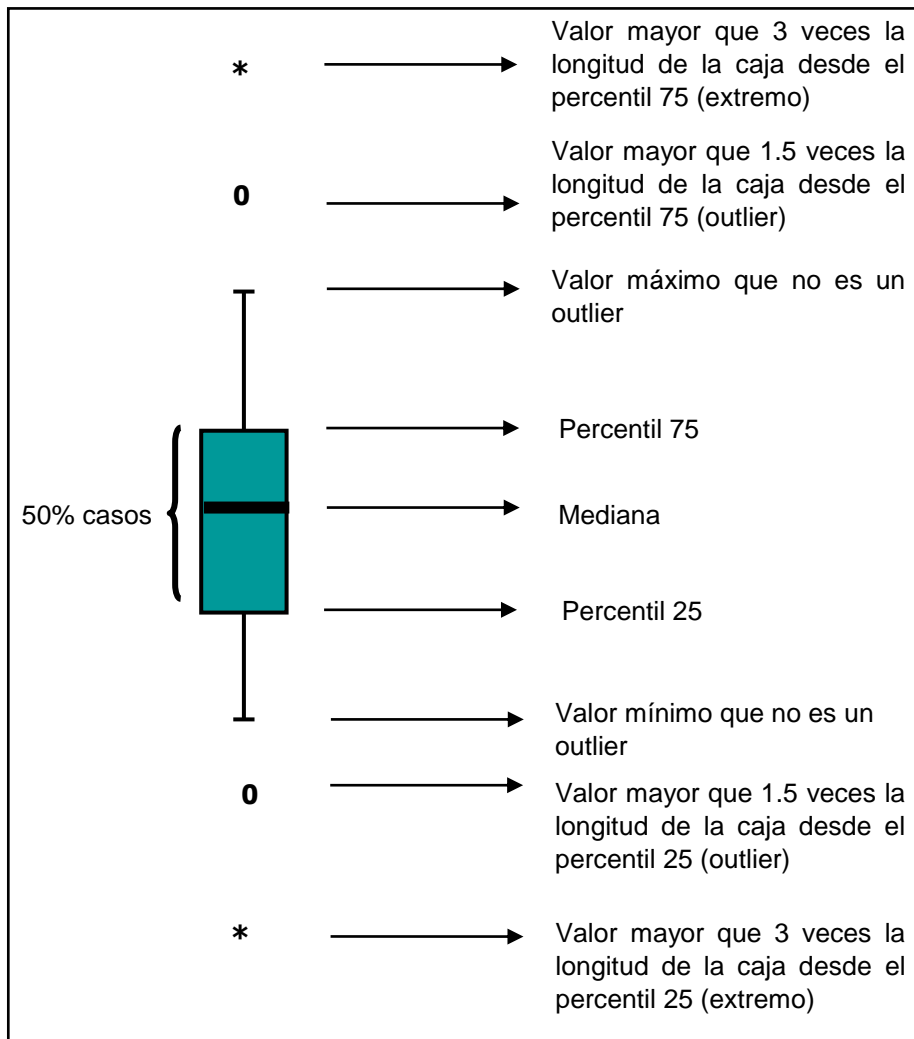 Valor mayor que 3 veces la
longitud de la caja desde el
percentil 75 (extremo)
*
Valor mayor que 1.5 veces la
longitud de la caja desde el
percentil 75 (outlier)
0
Valor máximo que no es un
outlier
Percentil 75
50% casos
Mediana
Percentil 25
Valor mínimo que no es un
outlier
0
Valor mayor que 1.5 veces la
longitud de la caja desde el
percentil 25 (outlier)
*
Valor mayor que 3 veces la
longitud de la caja desde el
percentil 25 (extremo)